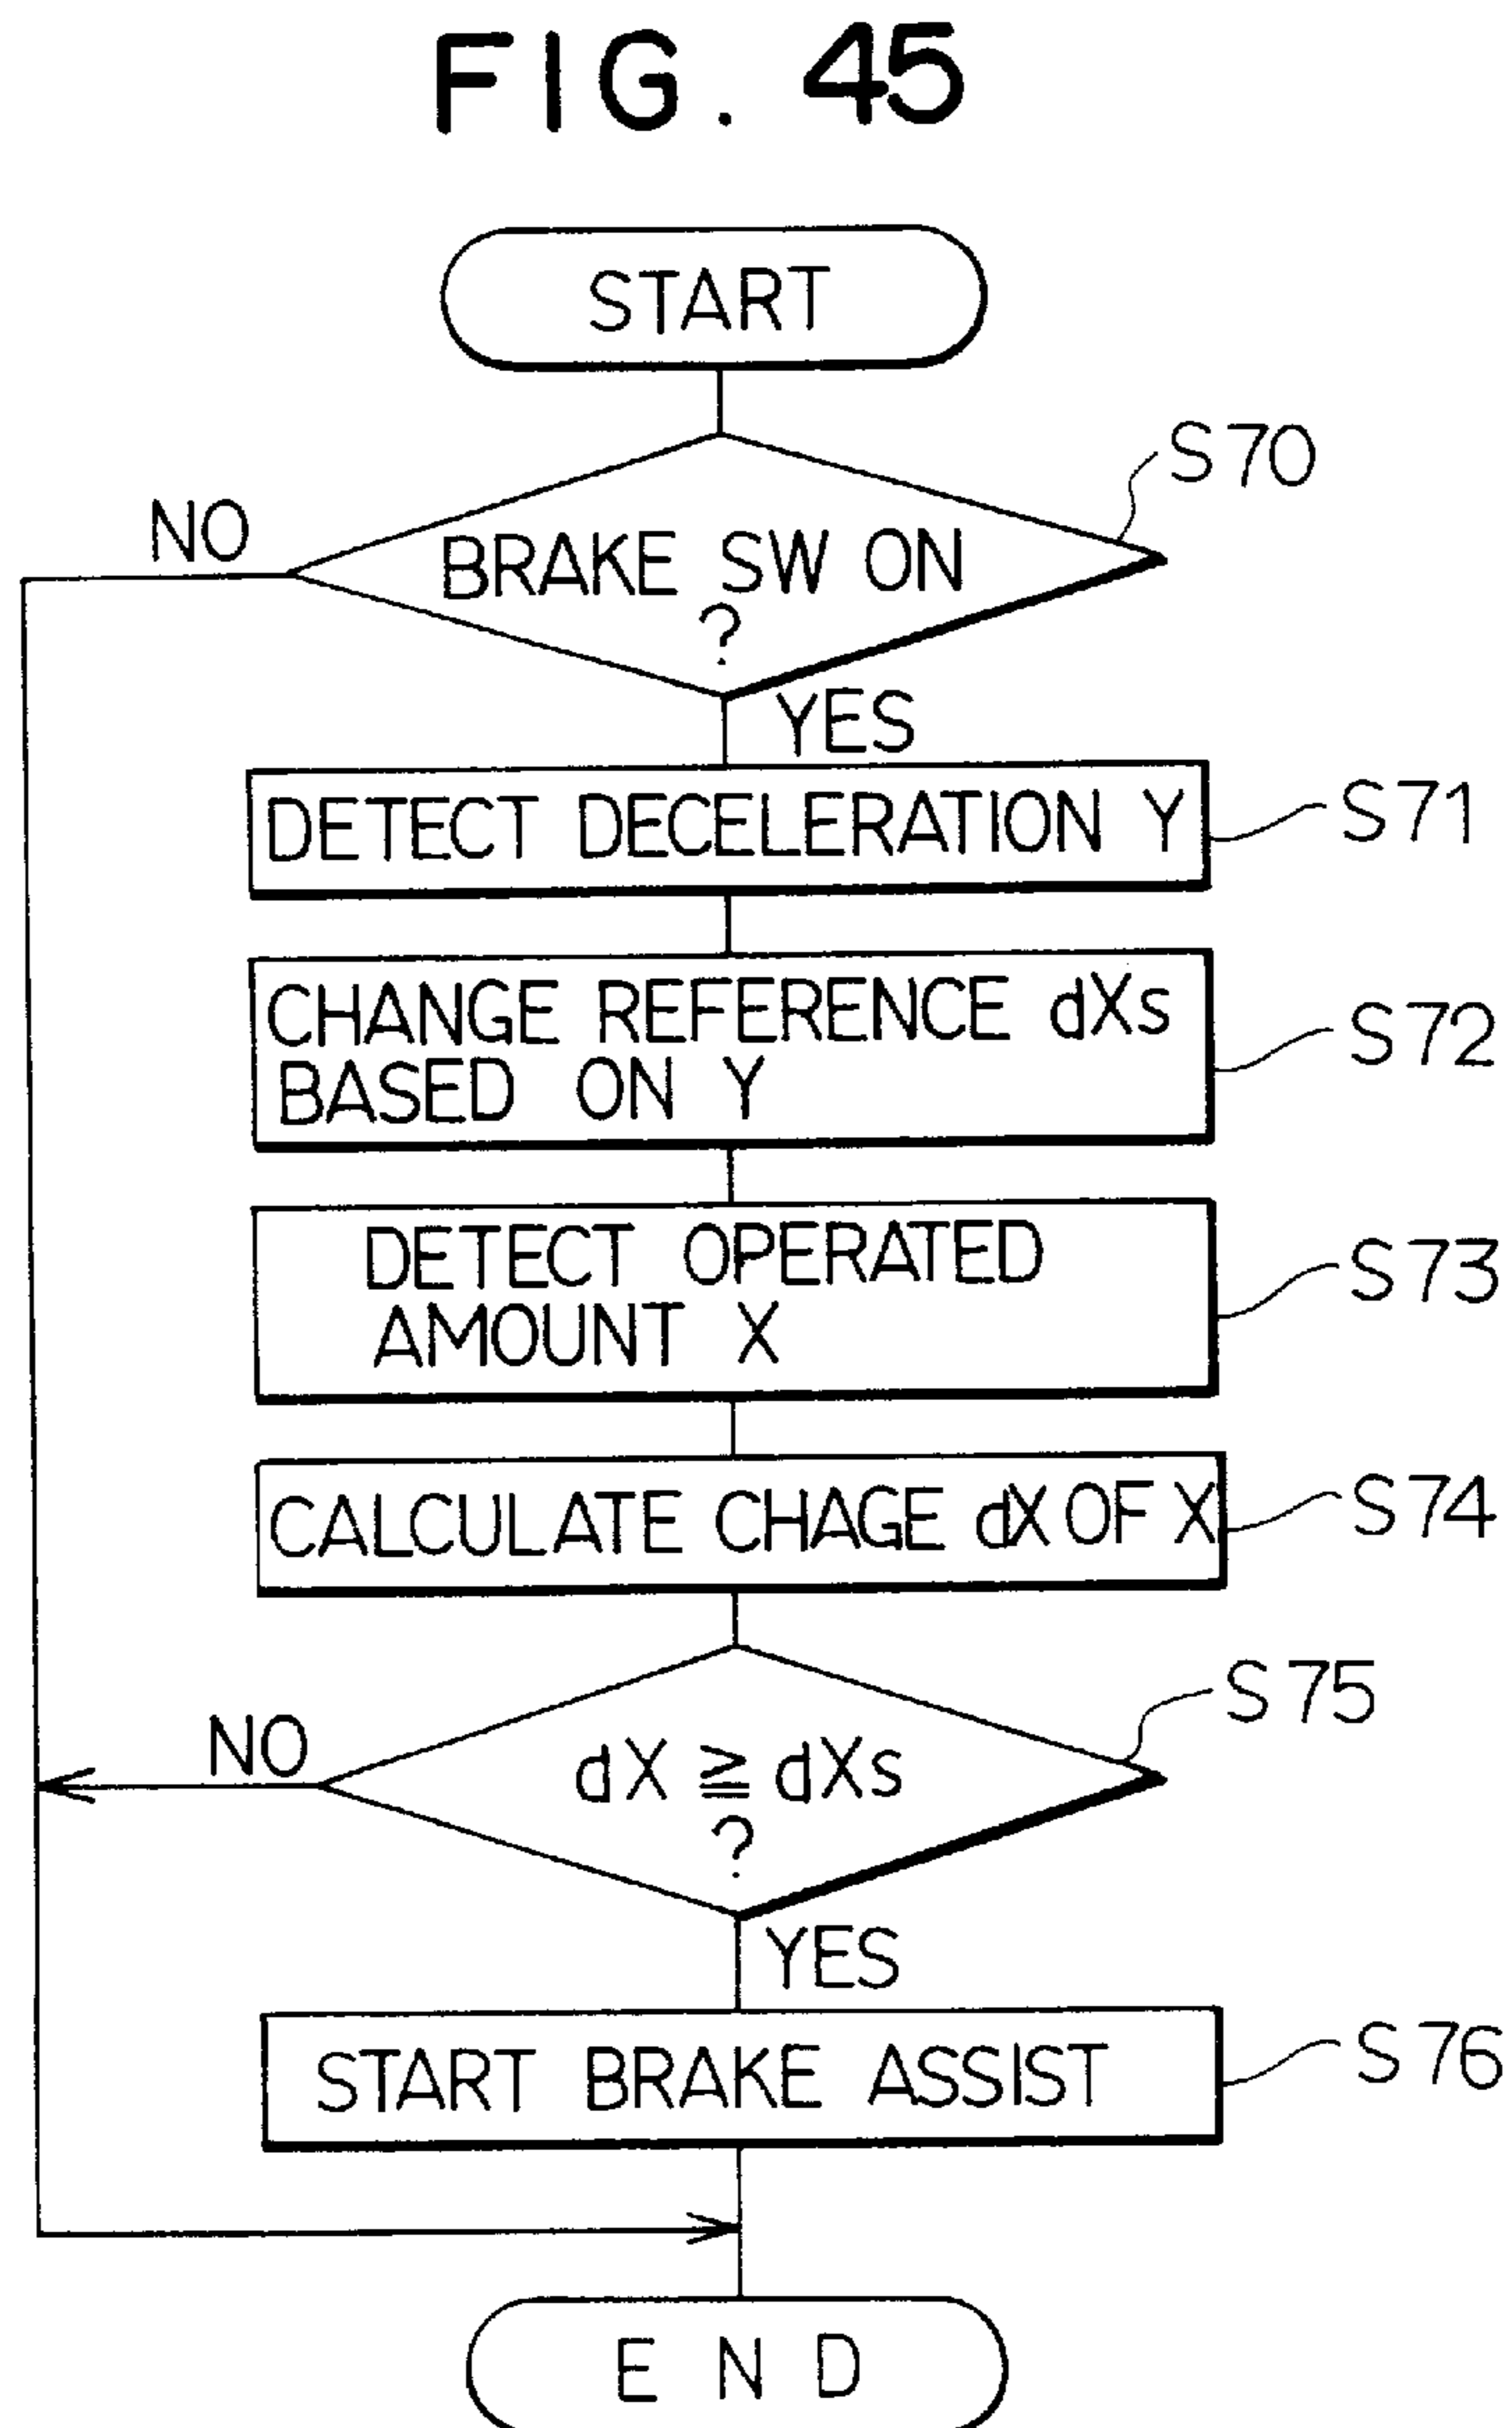 FIG. 45
START
S70
NO
BRAKE SW ON
?
YES
DETECT DECELERATION Y
S71
CHANGE REFERENCE dXs
BASED ON Y
S72
DETECT OPERATED
AMOUNT X
S73
CALCULATE CHAGE dX OF X
S74
S75
NO
dX ≧ dXs
?
YES
START BRAKE ASSIST
S76
END